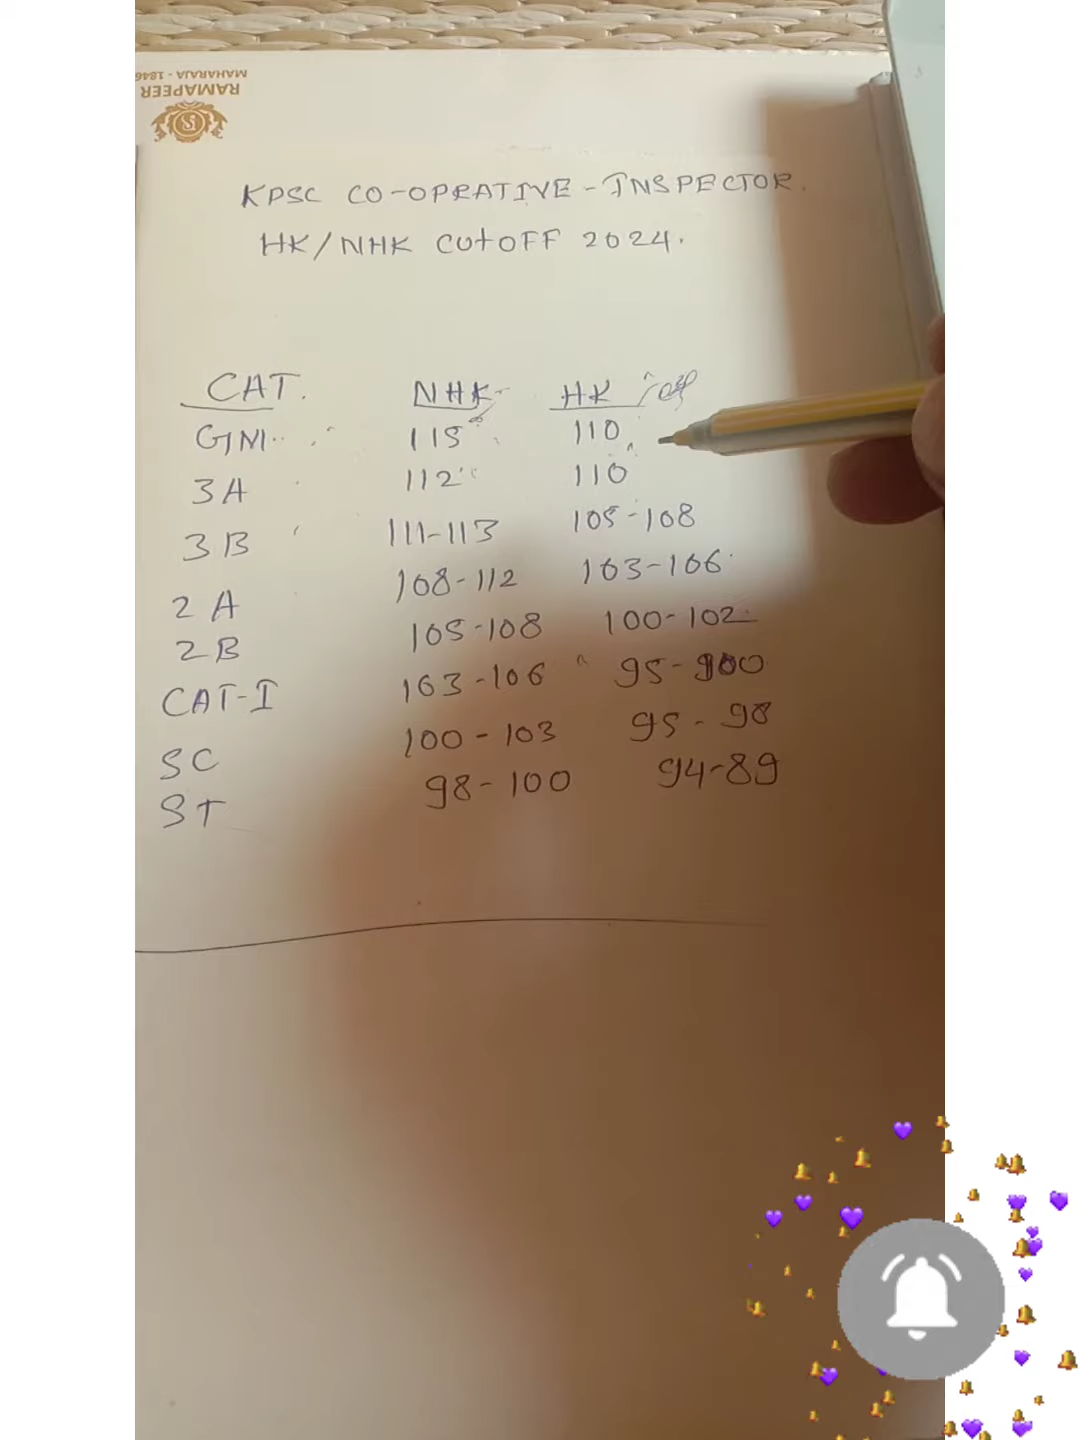 RAMAPEER
MAHARAJA - 1846
KPSC CO-OPRATIVE - INSPECTOR.
HK/NHK CUtOFF 2024.
CAT. NHK HK
GM 115 110
3A 112 110
3B 111-113 105-108
2A 108-112 103-106
2B 105-108 100-102
CAT-I 103-106 95-100
SC 100-103 95-98
ST 98-100 94-89